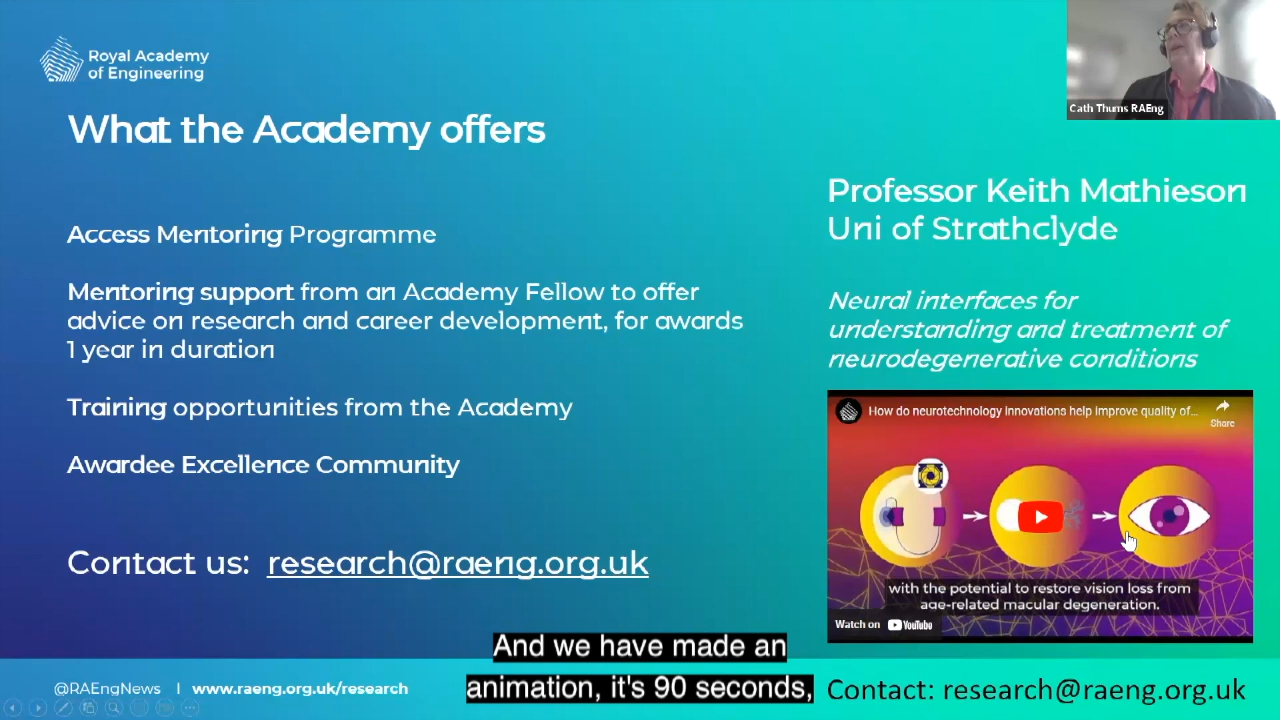 Royal Academy
of Engineering
Cath Thums RAEng
What the Academy offers
Access Mentoring Programme
Mentoring support from an Academy Fellow to offer
advice on research and career development, for awards
1 year in duration
Training opportunities from the Academy
Awardee Excellence Community
Contact us: research@raeng.org.uk
Professor Keith Mathieson
Uni of Strathclyde
Neural interfaces for
understanding and treatment of
neurodegenerative conditions
How do neurotechnology innovations help improve quality of...
Share
with the potential to restore vision loss from
age-related macular degeneration.
Watch on YouTube
And we have made an
animation, it's 90 seconds,
@RAEngNews | www.raeng.org.uk/research
Contact: research@raeng.org.uk